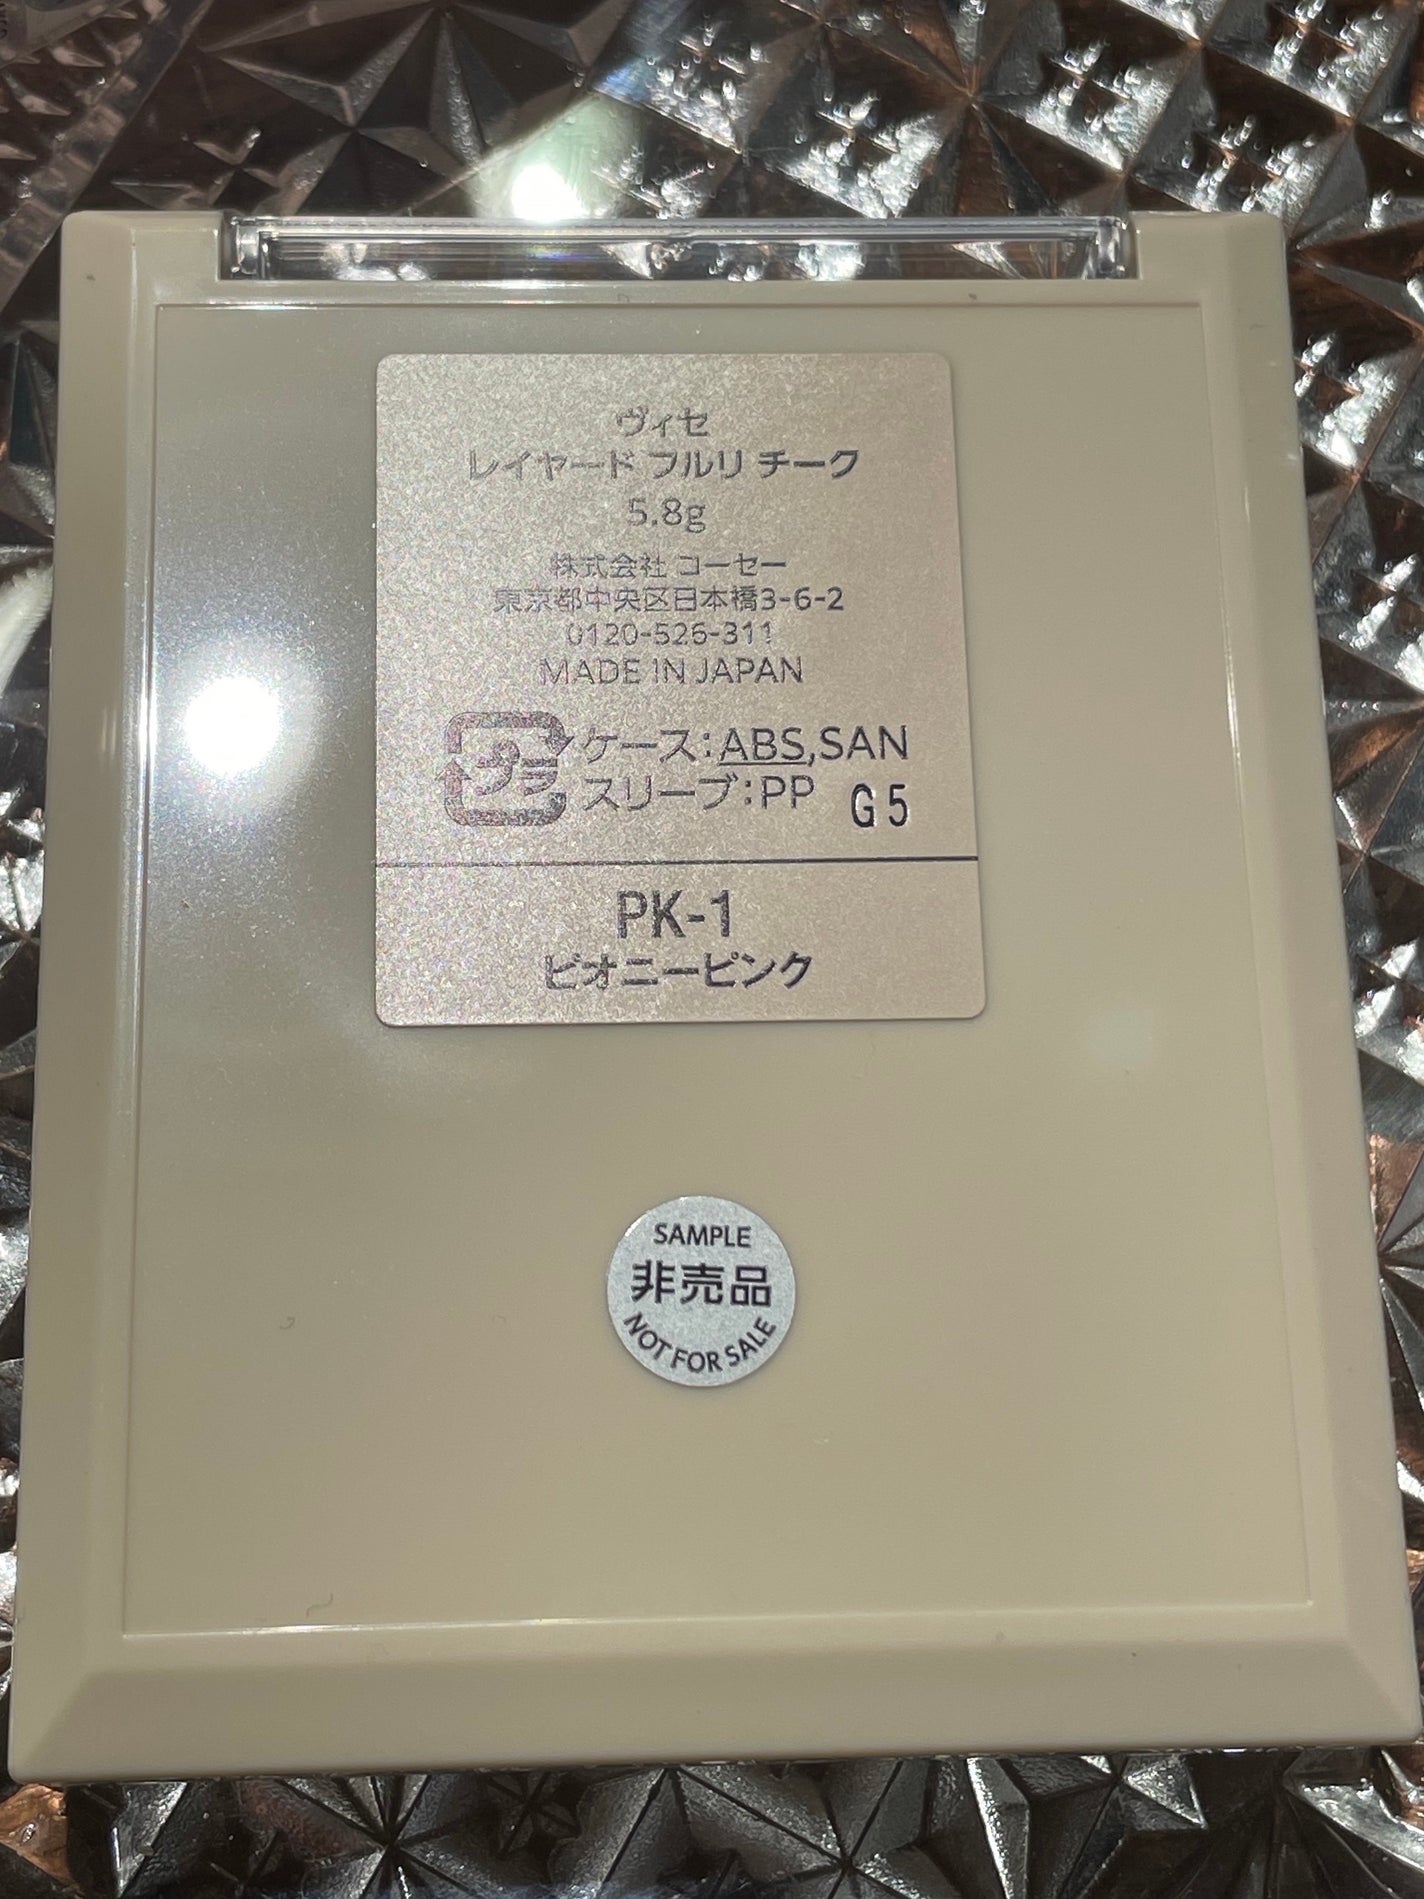 ヴィセ
レイヤード フルリ チーク
5.8g
株式会社 コーセー
東京都中央区日本橋3-6-2
0120-526-311
MADE IN JAPAN
プラ
ケース:ABS,SAN
スリーブ:PP
G5
PK-1
ピオニーピンク
SAMPLE
非売品
NOT FOR SALE